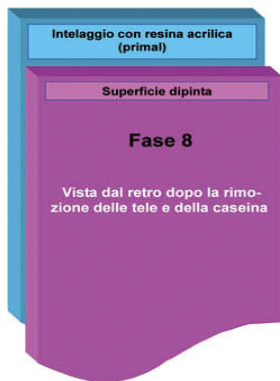 Intelaggio con resina acrilica
(primal)
Superficie dipinta
Fase 8
Vista dal retro dopo la rimo-
zione delle tele e della caseina